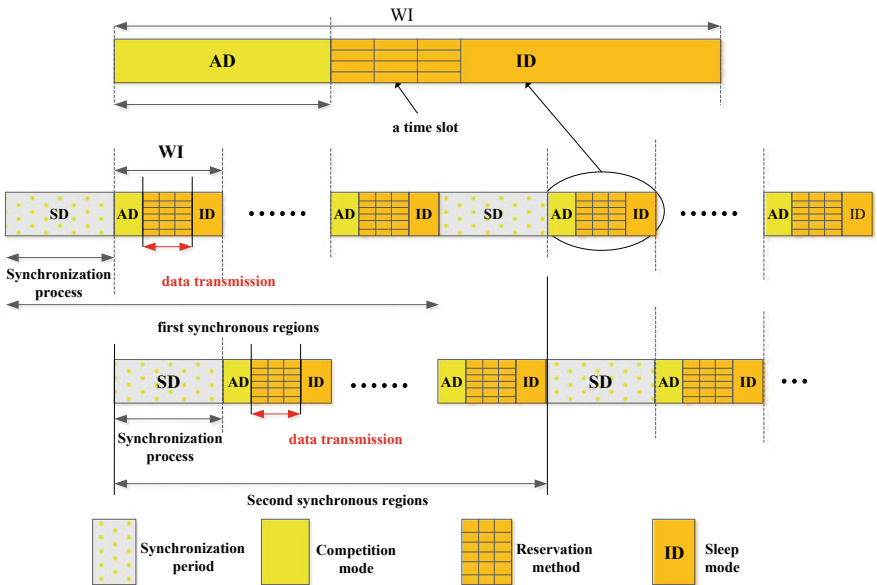 WI
AD
ID
a time slot
WI
SD
AD
ID
......
AD
ID
SD
AD
ID
......
AD
ID
Synchronization
process
data transmission
first synchronous regions
SD
AD
ID
......
AD
ID
SD
AD
ID
...
Synchronization
process
data transmission
Second synchronous regions
Synchronization
period
Competition
mode
Reservation
method
ID
Sleep
mode